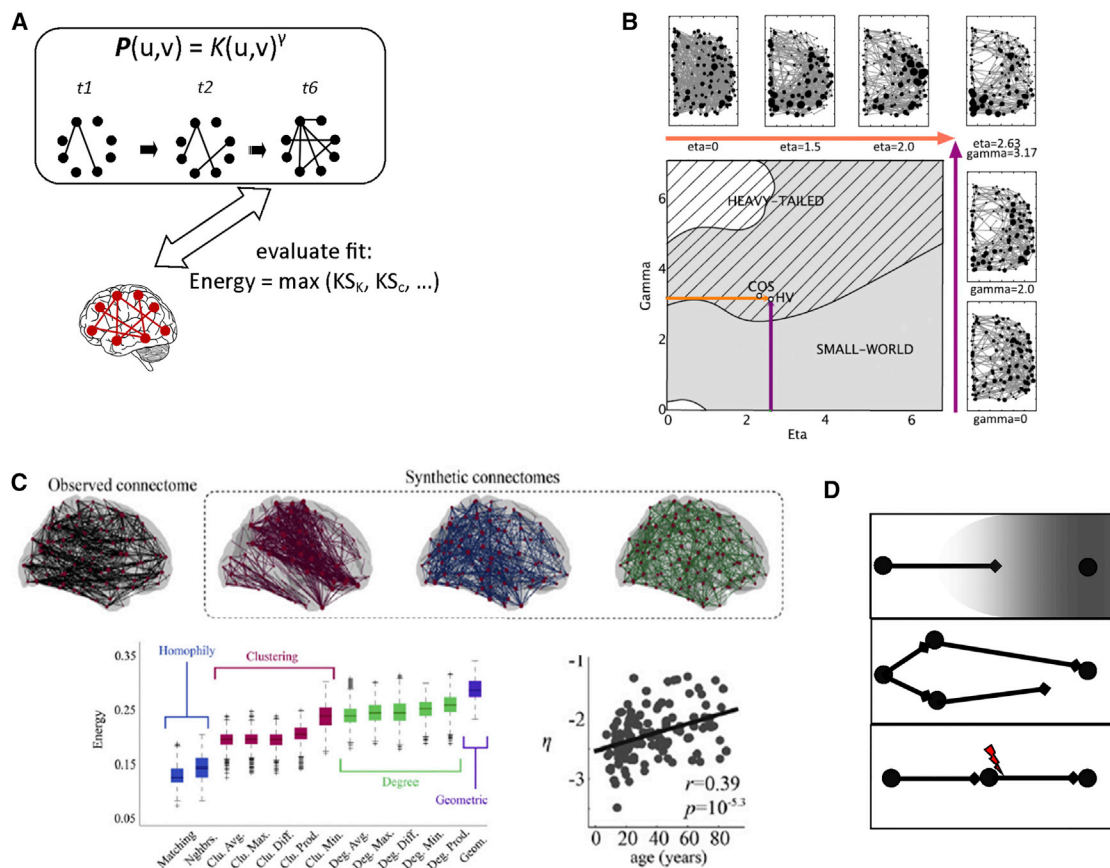 A
P(u,v) = K(u,v)^γ
t1
t2
t6
evaluate fit:
Energy = max (KS_K, KS_c, ...)
B
eta=0
eta=1.5
eta=2.0
eta=2.63
gamma=3.17
6
4
2
0
Gamma
HEAVY-TAILED
COS
HV
SMALL-WORLD
0
2
4
6
Eta
gamma=2.0
gamma=0
C
Observed connectome
Synthetic connectomes
Homophily
Clustering
Degree
Geometric
0.35
0.25
0.15
0.05
Energy
Matching
Nghbrs.
Clu. Avg.
Clu. Max.
Clu. Diff.
Clu. Prod.
Clu. Min.
Deg. Avg.
Deg. Max.
Deg. Diff.
Deg. Min.
Deg. Prod.
Geom.
-1
-2
-3
η
r=0.39
p=10^-5.3
0 20 40 60 80
age (years)
D